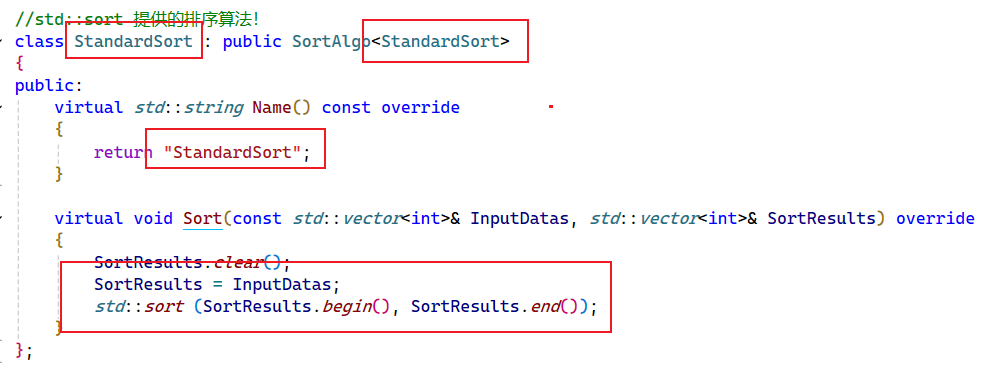 //std::sort 提供的排序算法!
class StandardSort : public SortAlgo<StandardSort>
{
public:
    virtual std::string Name() const override
    {
        return "StandardSort";
    }
    virtual void Sort(const std::vector<int>& InputDatas, std::vector<int>& SortResults) override
    {
        SortResults.clear();
        SortResults = InputDatas;
        std::sort (SortResults.begin(), SortResults.end());
    }
};